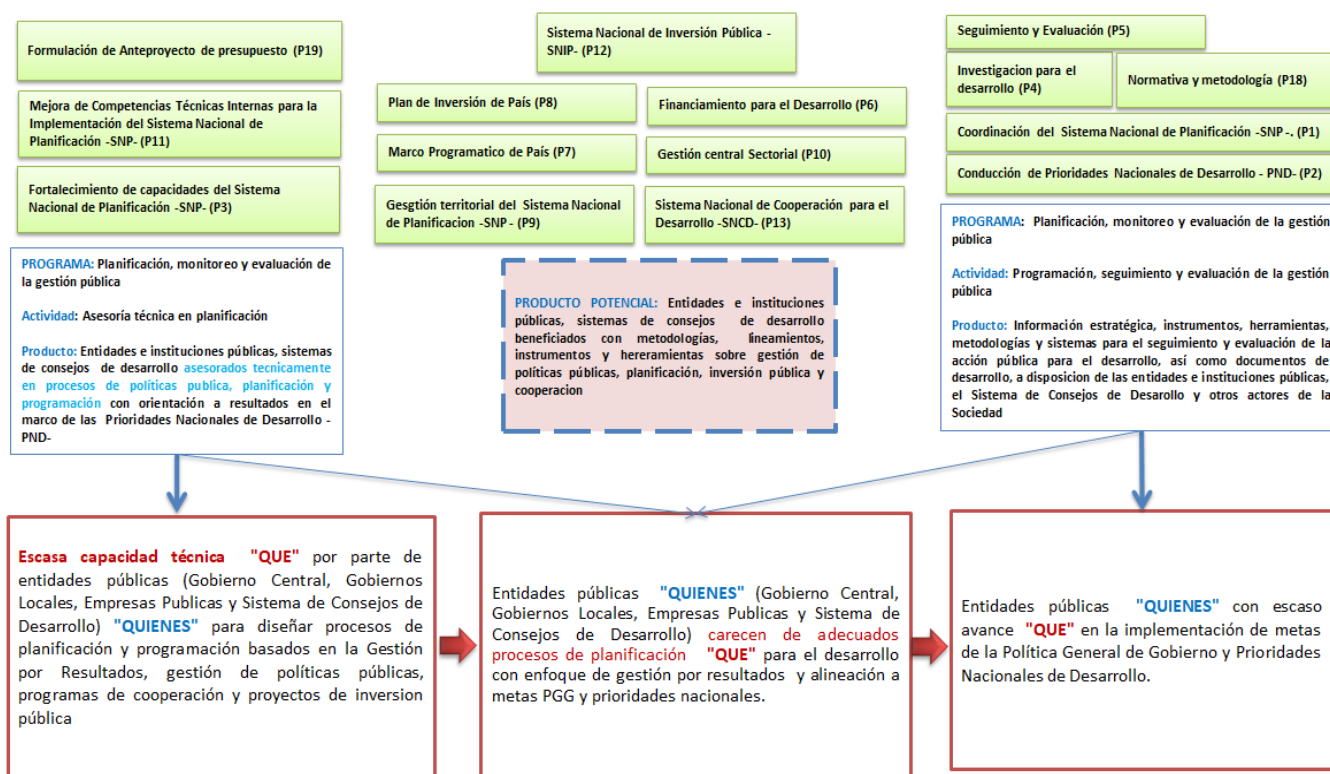 Formulación de Anteproyecto de presupuesto (P19)
Mejora de Competencias Técnicas Internas para la
Implementación del Sistema Nacional de
Planificación -SNP- (P11)
Fortalecimiento de capacidades del Sistema
Nacional de Planificación -SNP- (P3)
Sistema Nacional de Inversión Pública -
SNIP- (P12)
Plan de Inversión de País (P8)
Financiamiento para el Desarrollo (P6)
Marco Programatico de País (P7)
Gestión central Sectorial (P10)
Gesgtión territorial del Sistema Nacional
de Planificacion -SNP - (P9)
Sistema Nacional de Cooperación para el
Desarrollo -SNCD- (P13)
Seguimiento y Evaluación (P5)
Investigacion para el
desarrollo (P4)
Normativa y metodología (P18)
Coordinación del Sistema Nacional de Planificación -SNP -. (P1)
Conducción de Prioridades Nacionales de Desarrollo - PND- (P2)
PROGRAMA: Planificación, monitoreo y evaluación de
la gestión pública
Actividad: Asesoría técnica en planificación
Producto: Entidades e instituciones públicas, sistemas
de consejos de desarrollo asesorados tecnicamente
en procesos de políticas publica, planificación y
programación con orientación a resultados en el
marco de las Prioridades Nacionales de Desarrollo -
PND-
PRODUCTO POTENCIAL: Entidades e instituciones
públicas, sistemas de consejos de desarrollo
beneficiados con metodologías, lineamientos,
instrumentos y hereramientas sobre gestión de
políticas públicas, planificación, inversión pública y
cooperacion
PROGRAMA: Planificación, monitoreo y evaluación de la gestión
pública
Actividad: Programación, seguimiento y evaluación de la gestión
pública
Producto: Información estratégica, instrumentos, herramientas,
metodologías y sistemas para el seguimiento y evaluación de la
acción pública para el desarrollo, así como documentos de
desarrollo, a disposicion de las entidades e instituciones públicas,
el Sistema de Consejos de Desarollo y otros actores de la
Sociedad
Escasa capacidad técnica "QUE" por parte de
entidades públicas (Gobierno Central, Gobiernos
Locales, Empresas Publicas y Sistema de Consejos de
Desarrollo) "QUIENES" para diseñar procesos de
planificación y programación basados en la Gestión
por Resultados, gestión de políticas públicas,
programas de cooperación y proyectos de inversion
pública
Entidades públicas "QUIENES" (Gobierno Central,
Gobiernos Locales, Empresas Publicas y Sistema de
Consejos de Desarrollo) carecen de adecuados
procesos de planificación "QUE" para el desarrollo
con enfoque de gestión por resultados y alineación a
metas PGG y prioridades nacionales.
Entidades públicas "QUIENES" con escaso
avance "QUE" en la implementación de metas
de la Política General de Gobierno y Prioridades
Nacionales de Desarrollo.